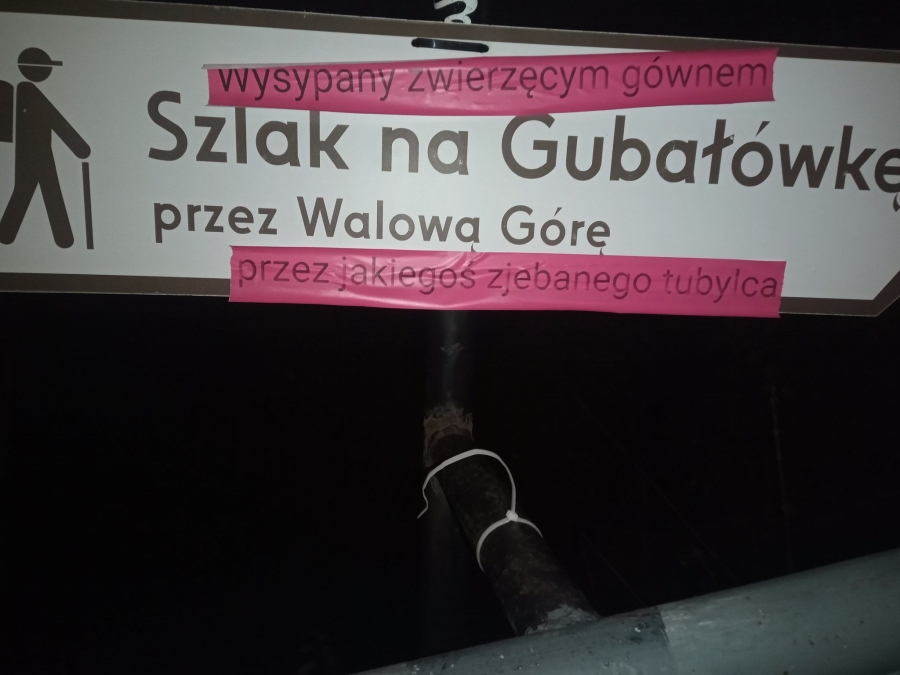 wysypany zwierzęcym gównem
Szlak na Gubałówkę
przez Walową Górę
przez jakiegoś zjebanego tubylca